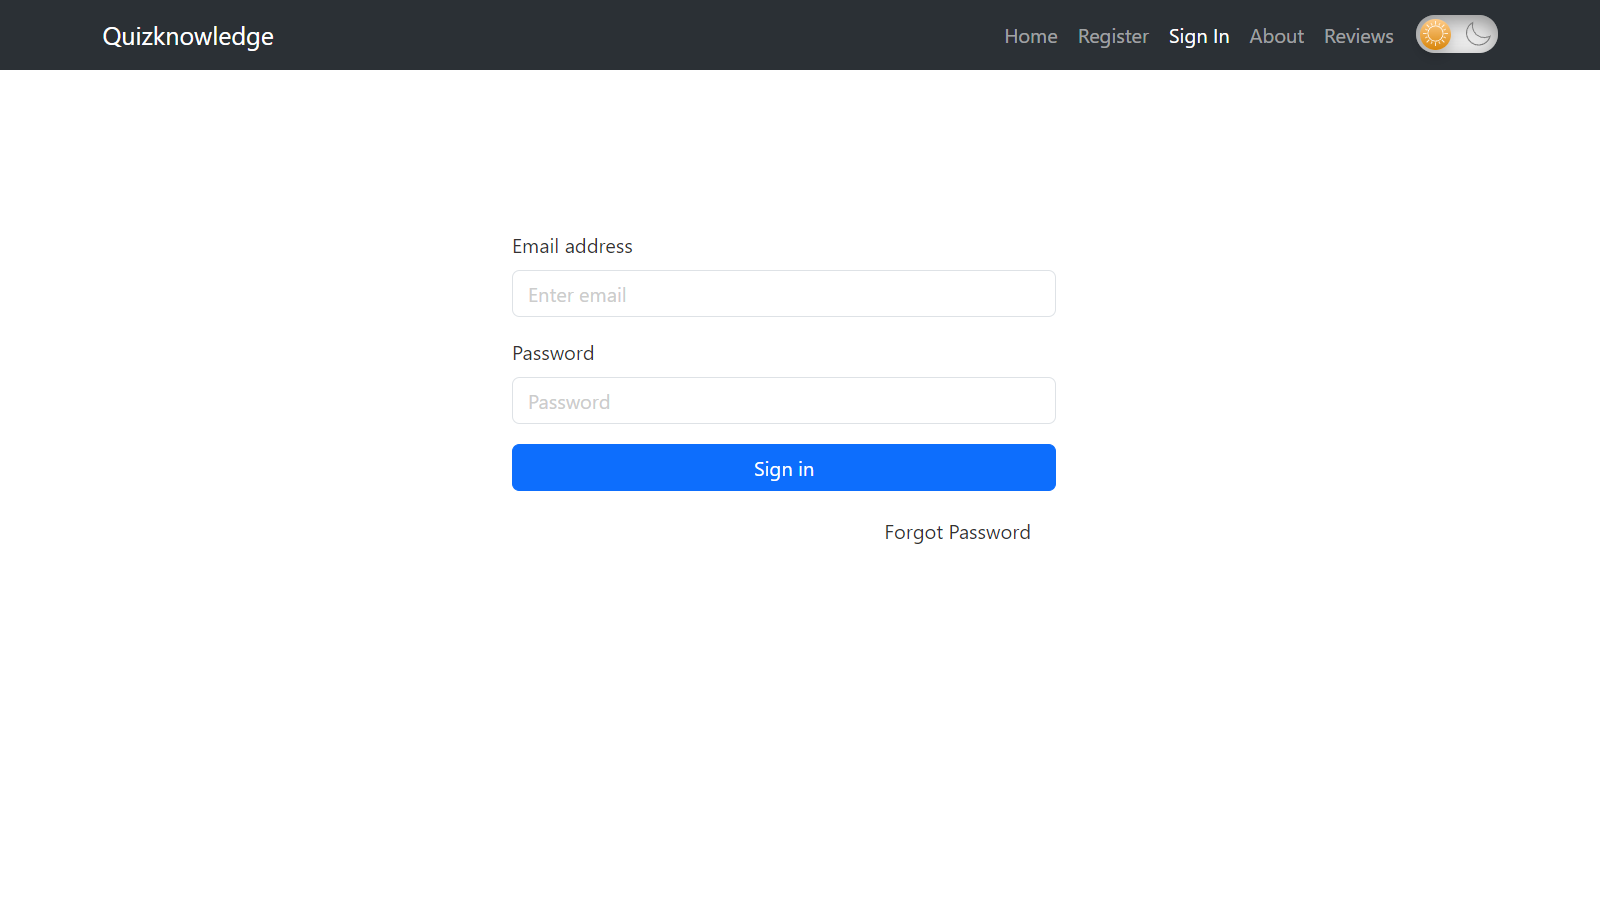 Quizknowledge Home Register Sign In About Reviews
Email address
Enter email
Password
Password
Sign in
Forgot Password